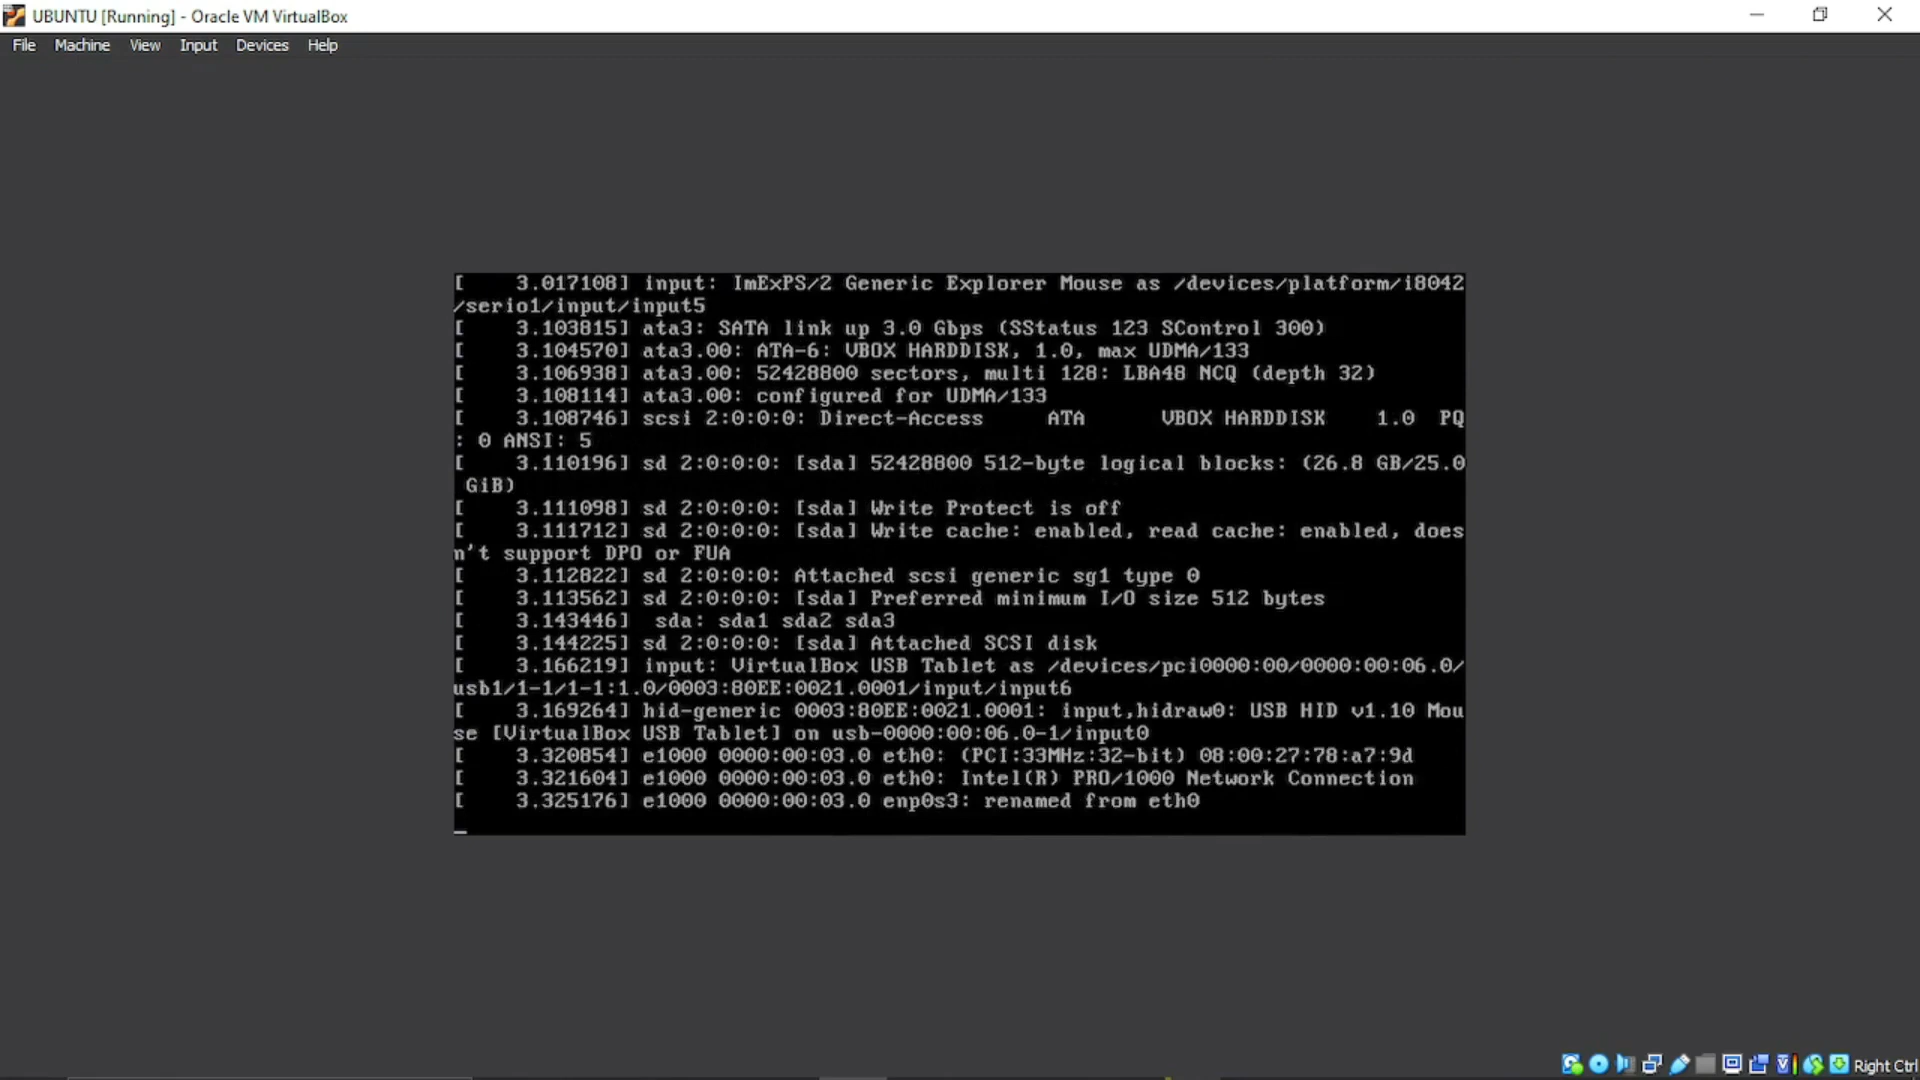 UBUNTU [Running] - Oracle VM VirtualBox
File Machine View Input Devices Help
[    3.017108] input: ImExPS/2 Generic Explorer Mouse as /devices/platform/i8042
/serio1/input/input5
[    3.103815] ata3: SATA link up 3.0 Gbps (SStatus 123 SControl 300)
[    3.104570] ata3.00: ATA-6: VBOX HARDDISK, 1.0, max UDMA/133
[    3.106938] ata3.00: 52428800 sectors, multi 128: LBA48 NCQ (depth 32)
[    3.108114] ata3.00: configured for UDMA/133
[    3.108746] scsi 2:0:0:0: Direct-Access     ATA      VBOX HARDDISK    1.0  PQ
: 0 ANSI: 5
[    3.110196] sd 2:0:0:0: [sda] 52428800 512-byte logical blocks: (26.8 GB/25.0
 GiB)
[    3.111098] sd 2:0:0:0: [sda] Write Protect is off
[    3.111712] sd 2:0:0:0: [sda] Write cache: enabled, read cache: enabled, does
n't support DPO or FUA
[    3.112822] sd 2:0:0:0: Attached scsi generic sg1 type 0
[    3.113562] sd 2:0:0:0: [sda] Preferred minimum I/O size 512 bytes
[    3.143446]  sda: sda1 sda2 sda3
[    3.144225] sd 2:0:0:0: [sda] Attached SCSI disk
[    3.166219] input: VirtualBox USB Tablet as /devices/pci0000:00/0000:00:06.0/
usb1/1-1/1-1:1.0/0003:80EE:0021.0001/input/input6
[    3.169264] hid-generic 0003:80EE:0021.0001: input,hidraw0: USB HID v1.10 Mou
se [VirtualBox USB Tablet] on usb-0000:00:06.0-1/input0
[    3.320854] e1000 0000:00:03.0 eth0: (PCI:33MHz:32-bit) 08:00:27:78:a7:9d
[    3.321604] e1000 0000:00:03.0 eth0: Intel(R) PRO/1000 Network Connection
[    3.325176] e1000 0000:00:03.0 enp0s3: renamed from eth0
_
Right Ctrl